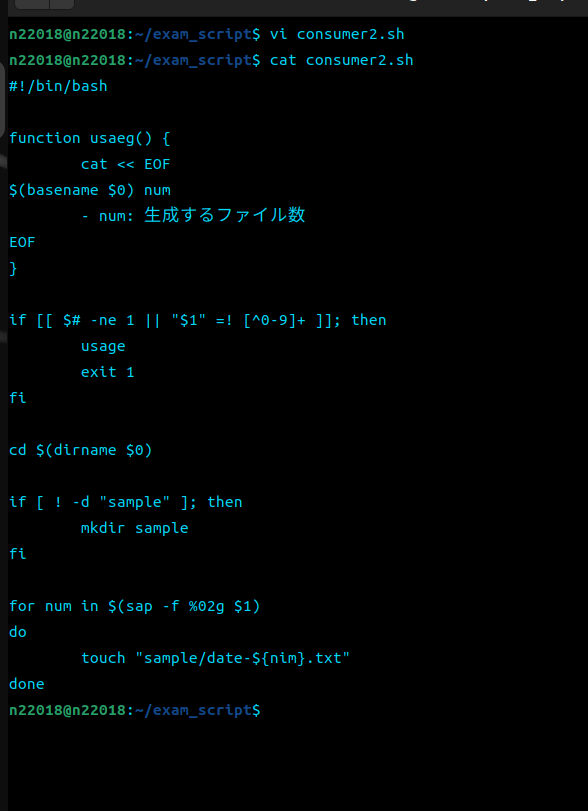 n22018@n22018:~/exam_script$ vi consumer2.sh
n22018@n22018:~/exam_script$ cat consumer2.sh
#!/bin/bash

function usaeg() {
        cat << EOF
$(basename $0) num
        - num: 生成するファイル数
EOF
}

if [[ $# -ne 1 || "$1" =! [^0-9]+ ]]; then
        usage
        exit 1
fi

cd $(dirname $0)

if [ ! -d "sample" ]; then
        mkdir sample
fi

for num in $(sap -f %02g $1)
do
        touch "sample/date-${nim}.txt"
done
n22018@n22018:~/exam_script$